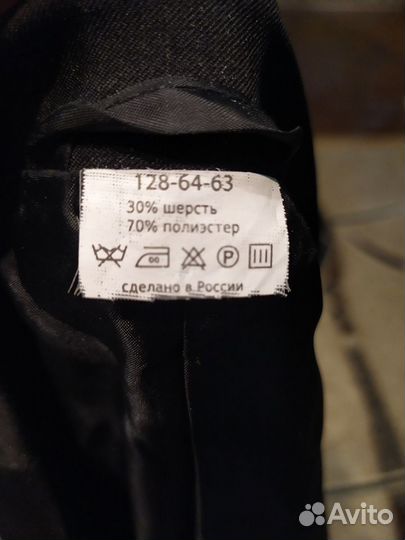 128-64-63
30% шерсть
70% полиэстер
P
сделано в России
Avito